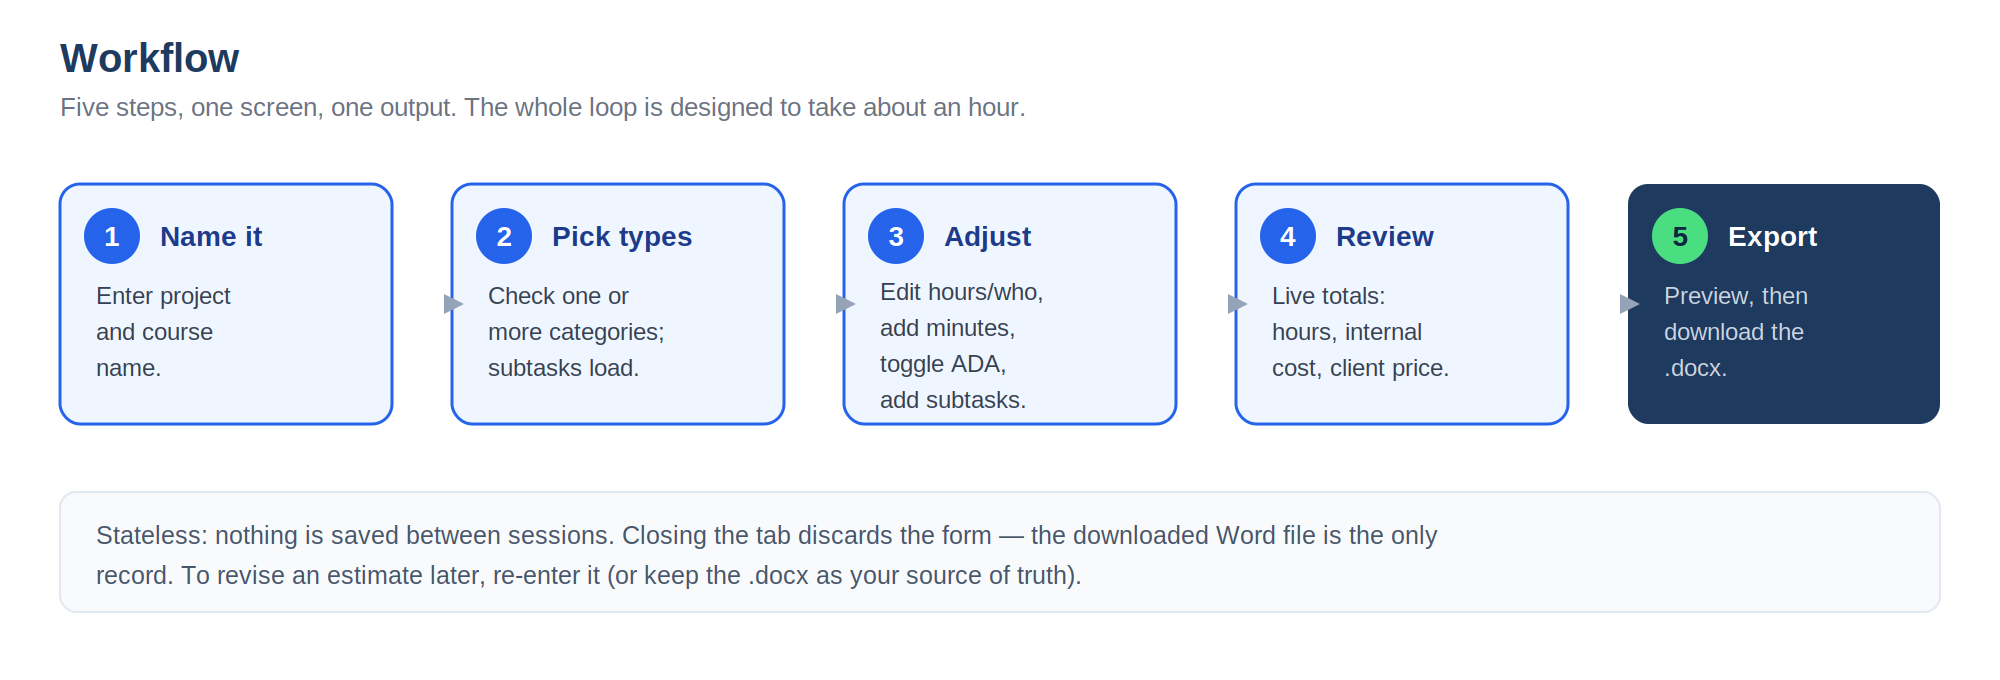 Workflow
Five steps, one screen, one output. The whole loop is designed to take about an hour.
1 Name it
Enter project
and course
name.
2 Pick types
Check one or
more categories;
subtasks load.
3 Adjust
Edit hours/who,
add minutes,
toggle ADA,
add subtasks.
4 Review
Live totals:
hours, internal
cost, client price.
5 Export
Preview, then
download the
.docx.
Stateless: nothing is saved between sessions. Closing the tab discards the form — the downloaded Word file is the only
record. To revise an estimate later, re-enter it (or keep the .docx as your source of truth).